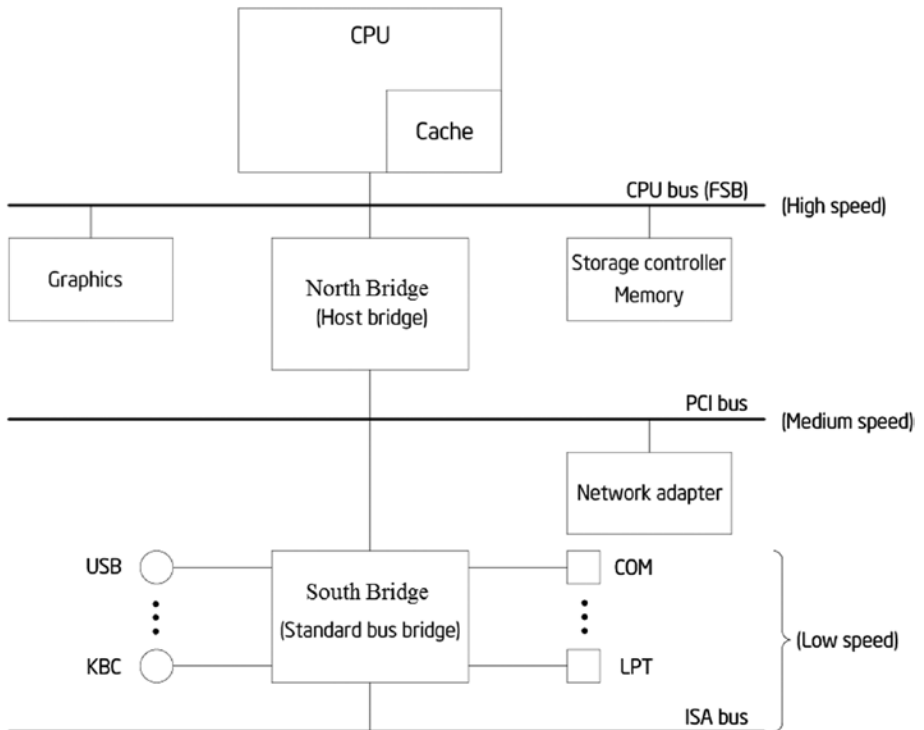 CPU
Cache
CPU bus (FSB)
(High speed)
Graphics
North Bridge
(Host bridge)
Storage controller
Memory
PCI bus
(Medium speed)
Network adapter
USB
COM
South Bridge
(Standard bus bridge)
(Low speed)
KBC
LPT
ISA bus